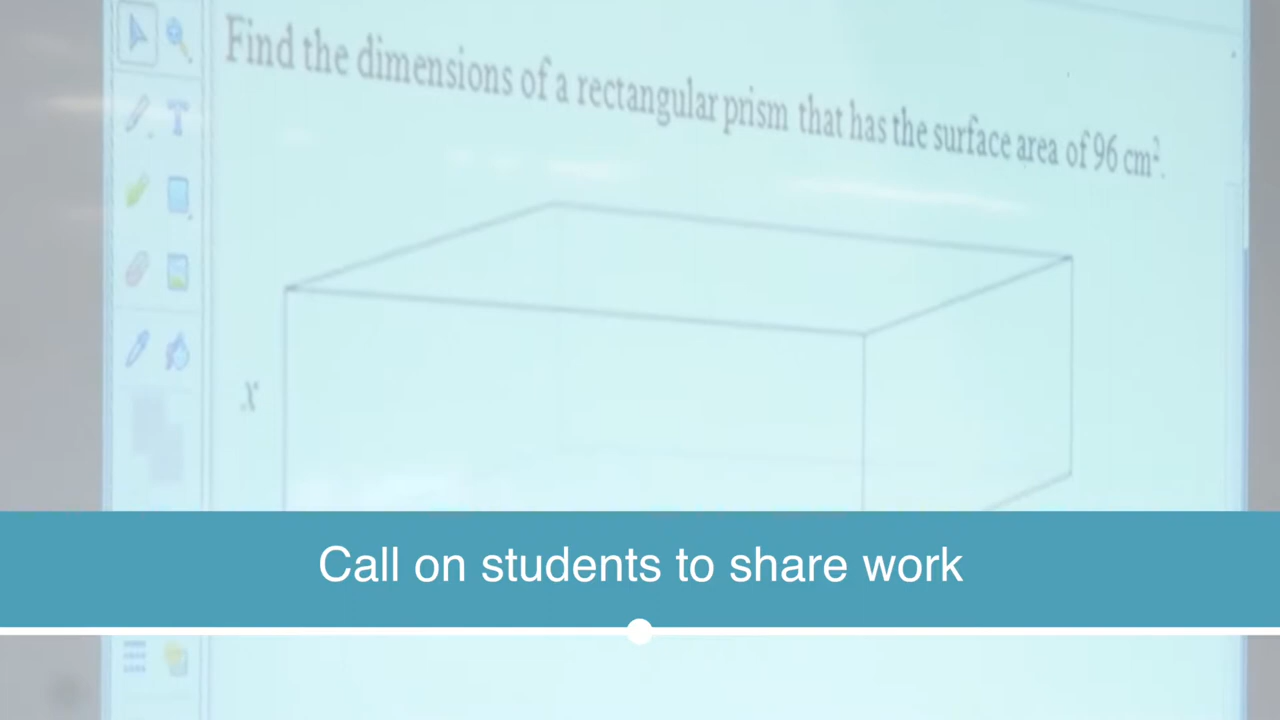 Find the dimensions of a rectangular prism that has the surface area of 96 cm².
x
Call on students to share work